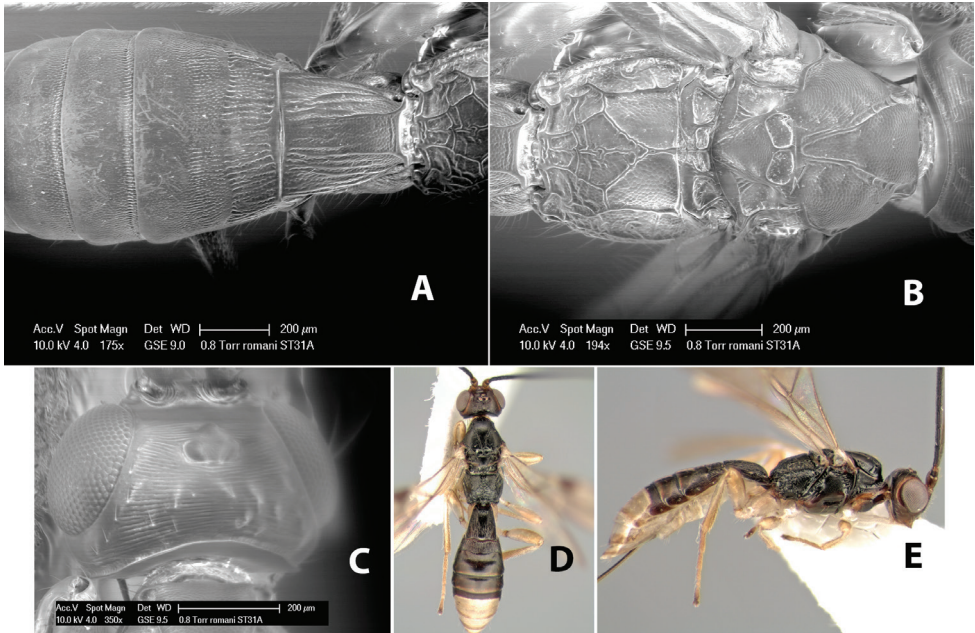 A
Acc.V Spot Magn Det WD 200 μm
10.0 kV 4.0 175x GSE 9.0 0.8 Torr romani ST31A
B
Acc.V Spot Magn Det WD 200 μm
10.0 kV 4.0 194x GSE 9.5 0.8 Torr romani ST31A
C
Acc.V Spot Magn Det WD 200 μm
10.0 kV 4.0 350x GSE 9.5 0.8 Torr romani ST31A
D
E